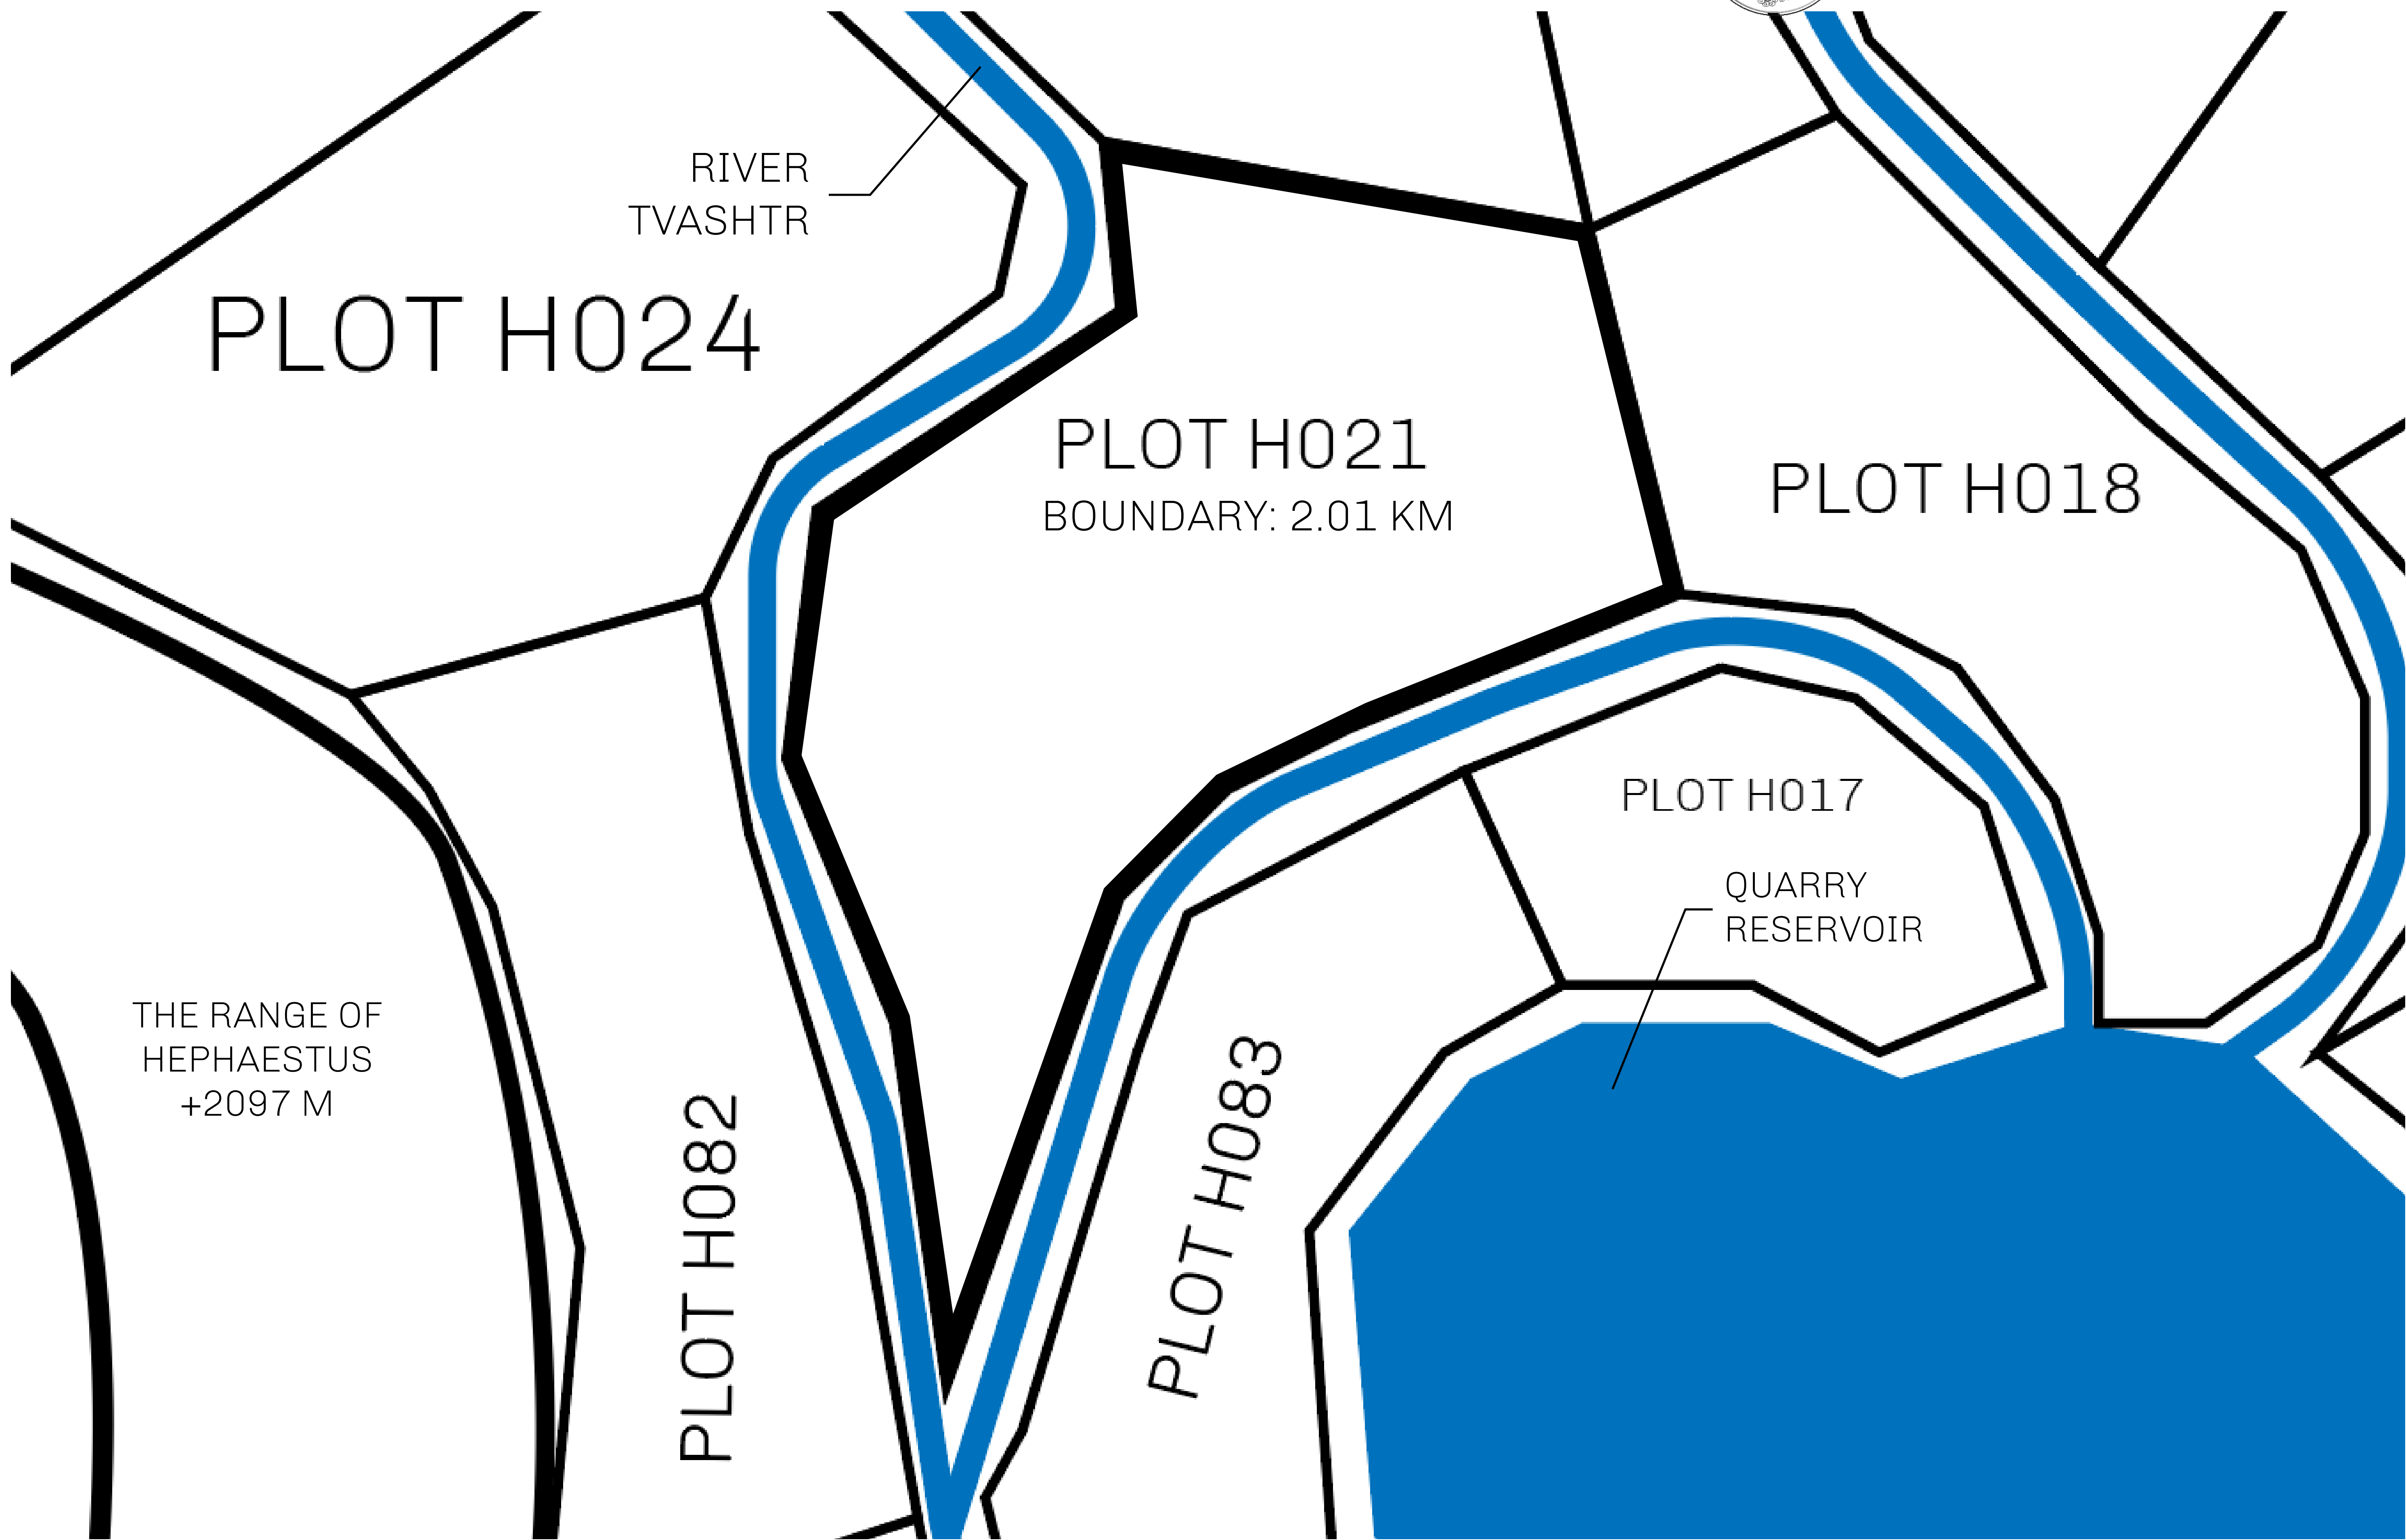 RIVER
TVASHTR
PLOT H024
PLOT H021
BOUNDARY: 2.01 KM
PLOT H018
PLOT H017
QUARRY
RESERVOIR
THE RANGE OF
HEPHAESTUS
+2097 M
PLOT H082
PLOT H083